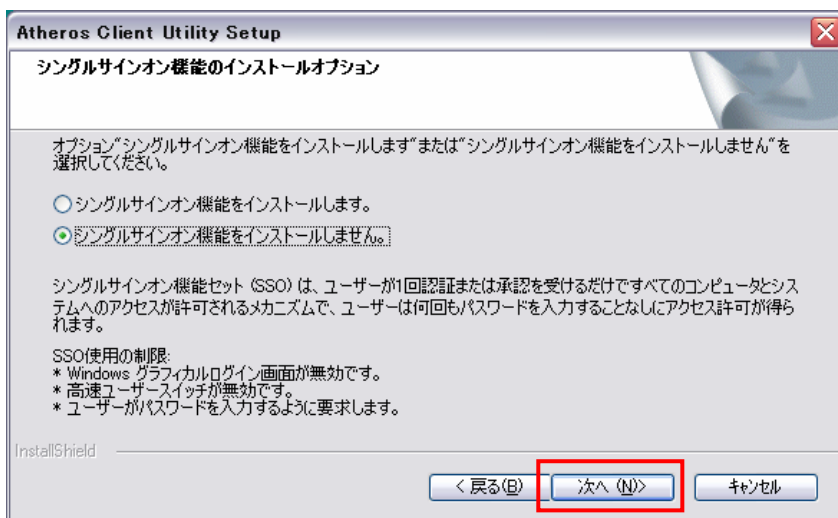 Atheros Client Utility Setup
シングルサインオン機能のインストールオプション
オプション"シングルサインオン機能をインストールします"または"シングルサインオン機能をインストールしません"を
選択してください。
シングルサインオン機能をインストールします。
シングルサインオン機能をインストールしません。
シングルサインオン機能セット (SSO) は、ユーザーが1回認証または承認を受けるだけですべてのコンピュータとシス
テムへのアクセスが許可されるメカニズムで、ユーザーは何回もパスワードを入力することなしにアクセス許可が得ら
れます。
SSO使用の制限:
* Windows グラフィカルログイン画面が無効です。
* 高速ユーザースイッチが無効です。
* ユーザーがパスワードを入力するように要求します。
InstallShield
< 戻る(B) 次へ (N)> キャンセル